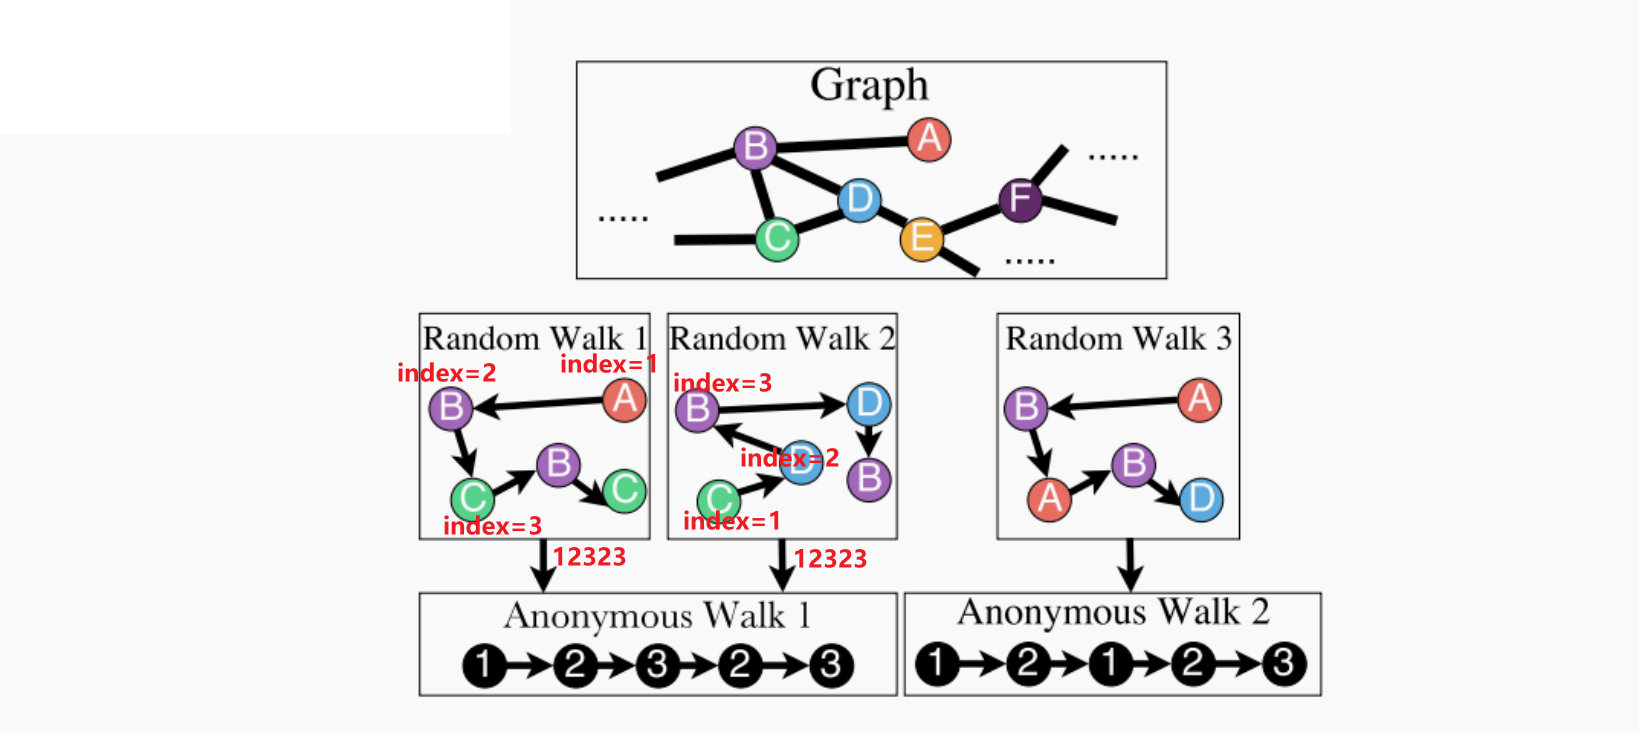 Graph
B
A
.....
D
F
.....
C
E
.....
Random Walk 1
index=2
index=1
B
A
B
C
C
index=3
12323
Random Walk 2
index=3
B
D
index=2
D
B
C
index=1
12323
Random Walk 3
B
A
B
A
D
Anonymous Walk 1
1 2 3 2 3
Anonymous Walk 2
1 2 1 2 3